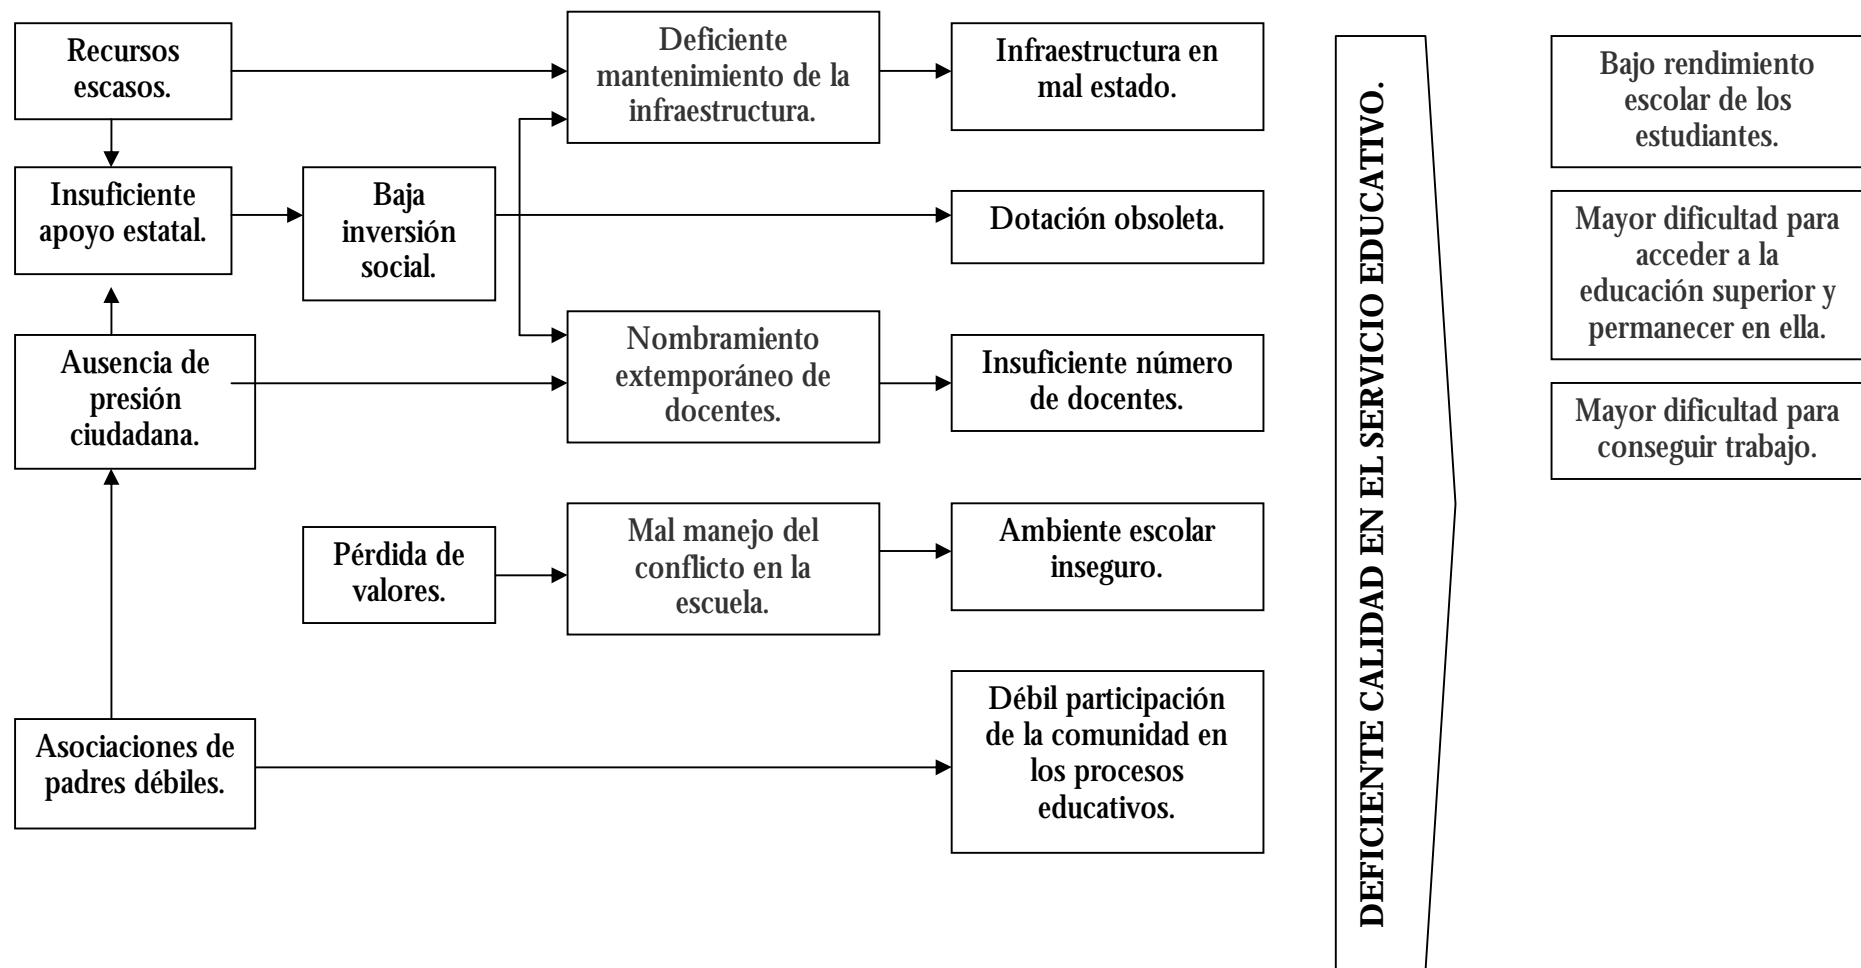 Recursos
escasos.
Deficiente
mantenimiento de la
infraestructura.
Infraestructura en
mal estado.
Insuficiente
apoyo estatal.
Baja
inversión
social.
Dotación obsoleta.
Ausencia de
presión
ciudadana.
Nombramiento
extemporáneo de
docentes.
Insuficiente número
de docentes.
Pérdida de
valores.
Mal manejo del
conflicto en la
escuela.
Ambiente escolar
inseguro.
Asociaciones de
padres débiles.
Débil participación
de la comunidad en
los procesos
educativos.
DEFICIENTE CALIDAD EN EL SERVICIO EDUCATIVO.
Bajo rendimiento
escolar de los
estudiantes.
Mayor dificultad para
acceder a la
educación superior y
permanecer en ella.
Mayor dificultad para
conseguir trabajo.